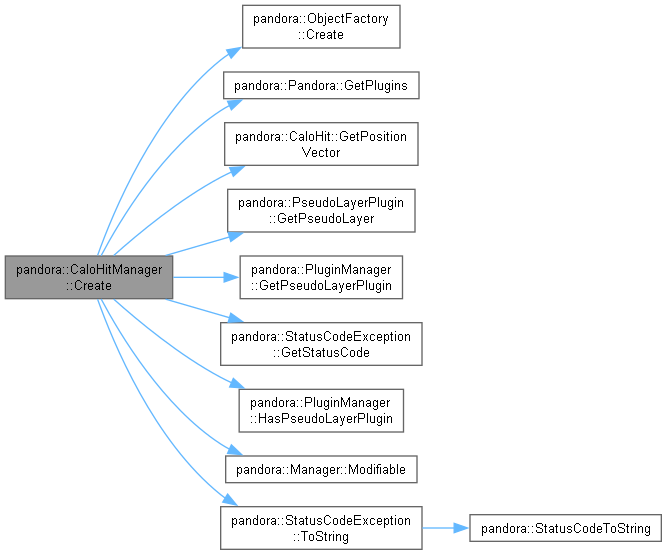 pandora::ObjectFactory
::Create
pandora::Pandora::GetPlugins
pandora::CaloHit::GetPosition
Vector
pandora::PseudoLayerPlugin
::GetPseudoLayer
pandora::CaloHitManager
::Create
pandora::PluginManager
::GetPseudoLayerPlugin
pandora::StatusCodeException
::GetStatusCode
pandora::PluginManager
::HasPseudoLayerPlugin
pandora::Manager::Modifiable
pandora::StatusCodeException
::ToString
pandora::StatusCodeToString